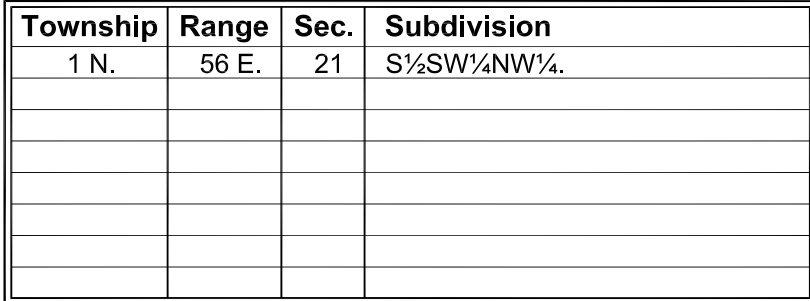 Township Range Sec. Subdivision
1 N. 56 E. 21 S½SW¼NW¼.